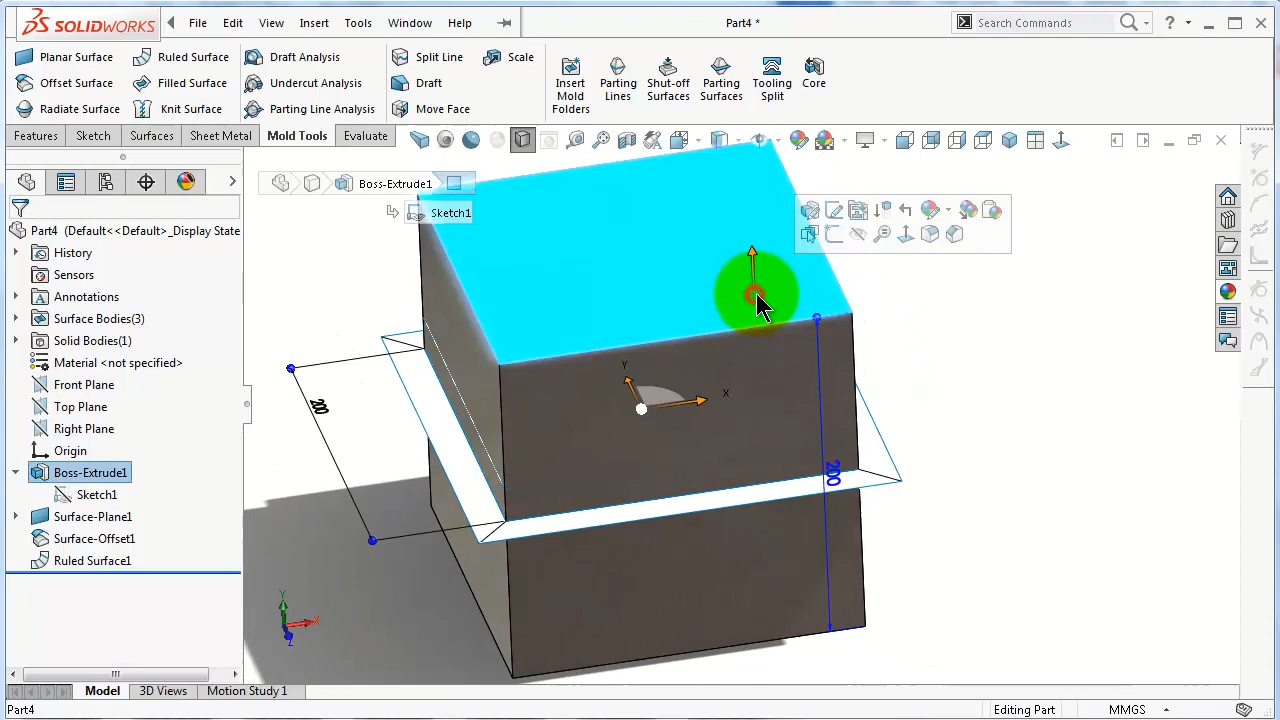 SOLIDWORKS
File Edit View Insert Tools Window Help
Part4 *
Search Commands
?
Planar Surface Ruled Surface Draft Analysis Split Line Scale
Offset Surface Filled Surface Undercut Analysis Draft
Radiate Surface Knit Surface Parting Line Analysis Move Face
Insert Mold Folders
Parting Lines
Shut-off Surfaces
Parting Surfaces
Tooling Split
Core
Features Sketch Surfaces Sheet Metal Mold Tools Evaluate
Boss-Extrude1
Sketch1
Part4 (Default<<Default>_Display State
History
Sensors
Annotations
Surface Bodies(3)
Solid Bodies(1)
Material <not specified>
Front Plane
Top Plane
Right Plane
Origin
Boss-Extrude1
Sketch1
Surface-Plane1
Surface-Offset1
Ruled Surface1
Y
X
200
200
Y
X
Z
Model 3D Views Motion Study 1
Part4 Editing Part MMGS